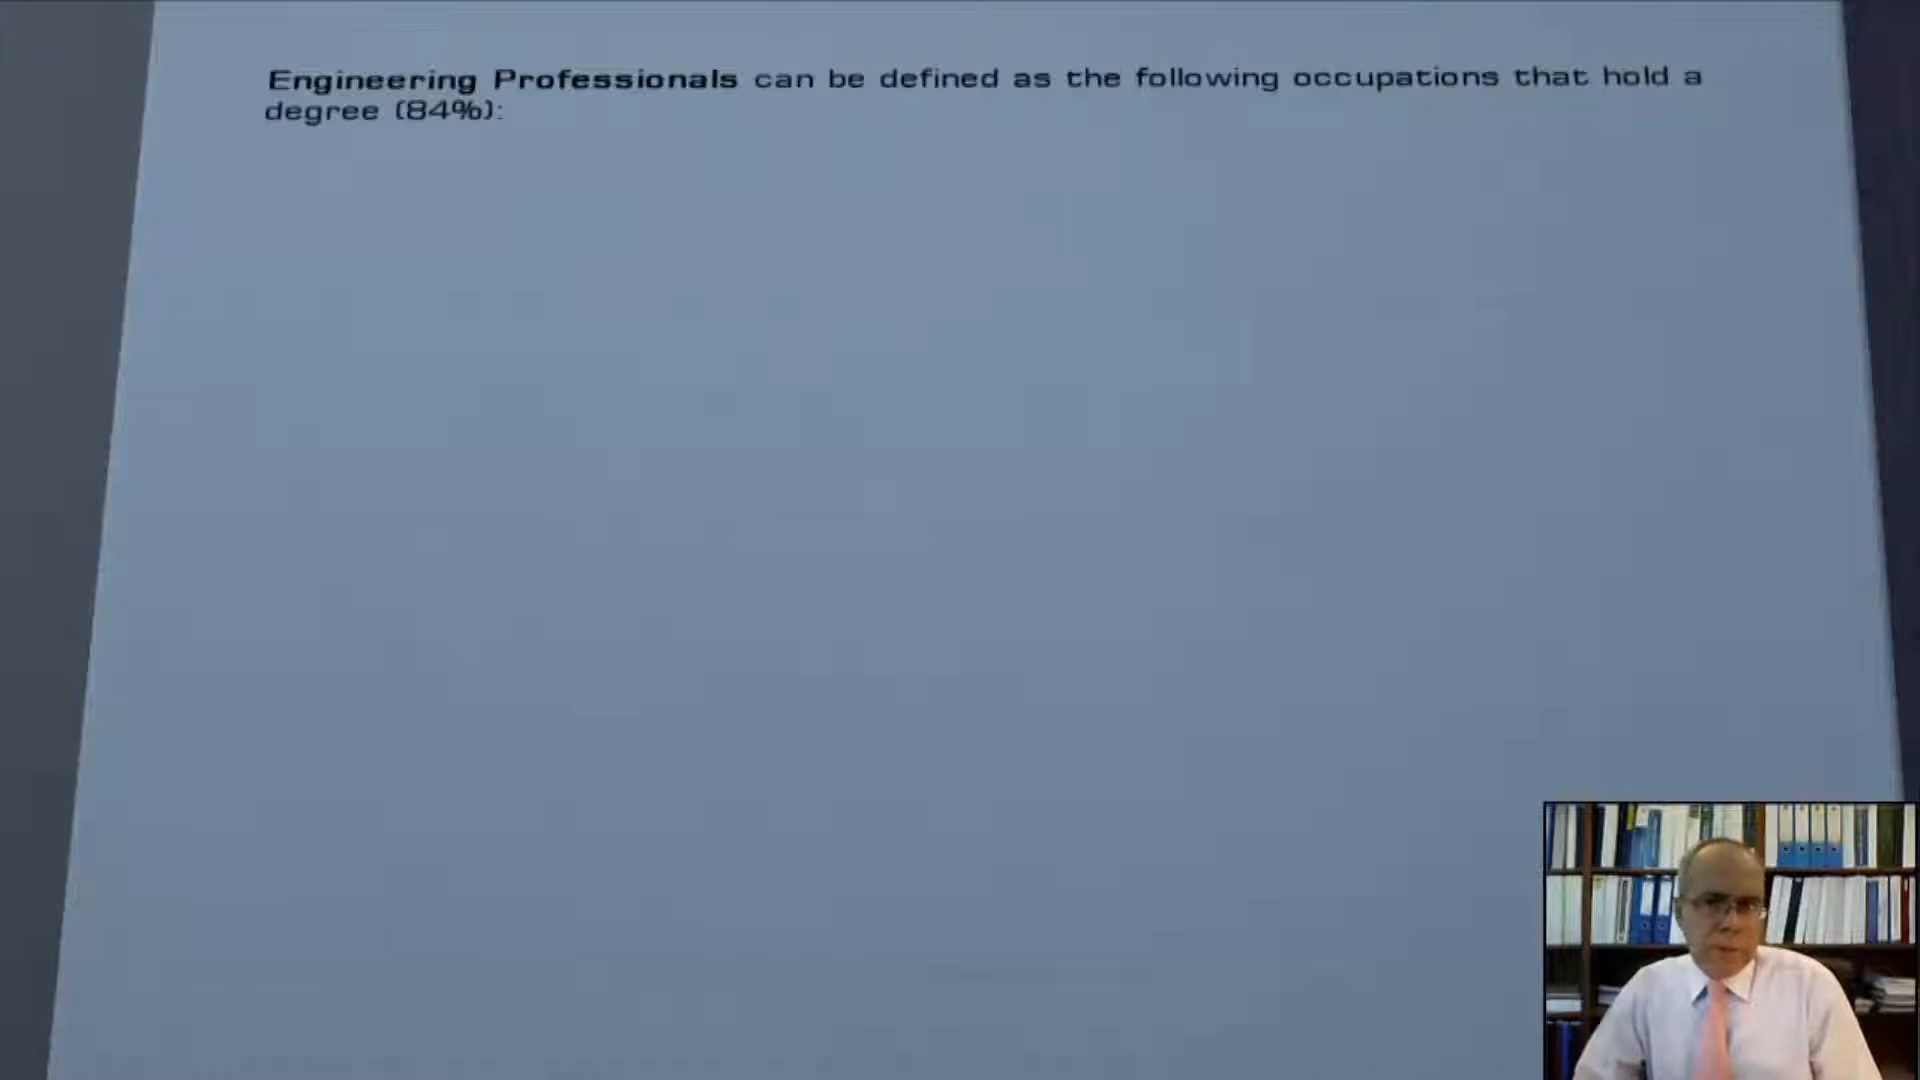 Engineering Professionals can be defined as the following occupations that hold a
degree (84%):